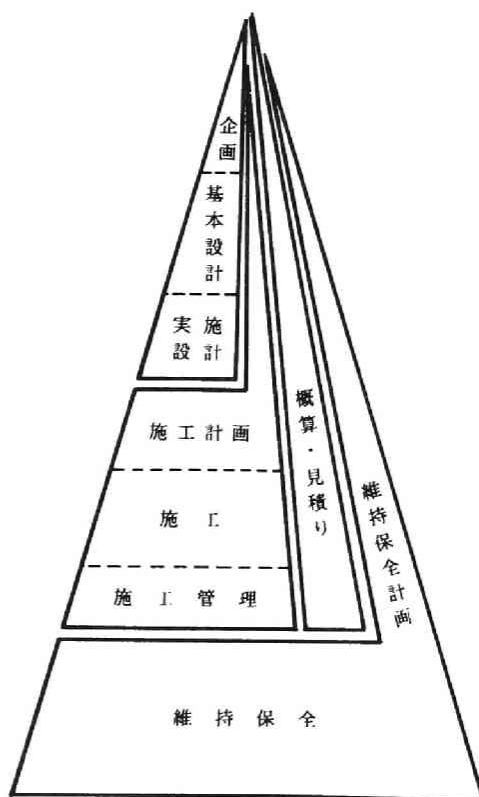 企画
基本設計
実施
設計
施工計画
施工
施工管理
概算・見積り
維持保全計画
維持保全